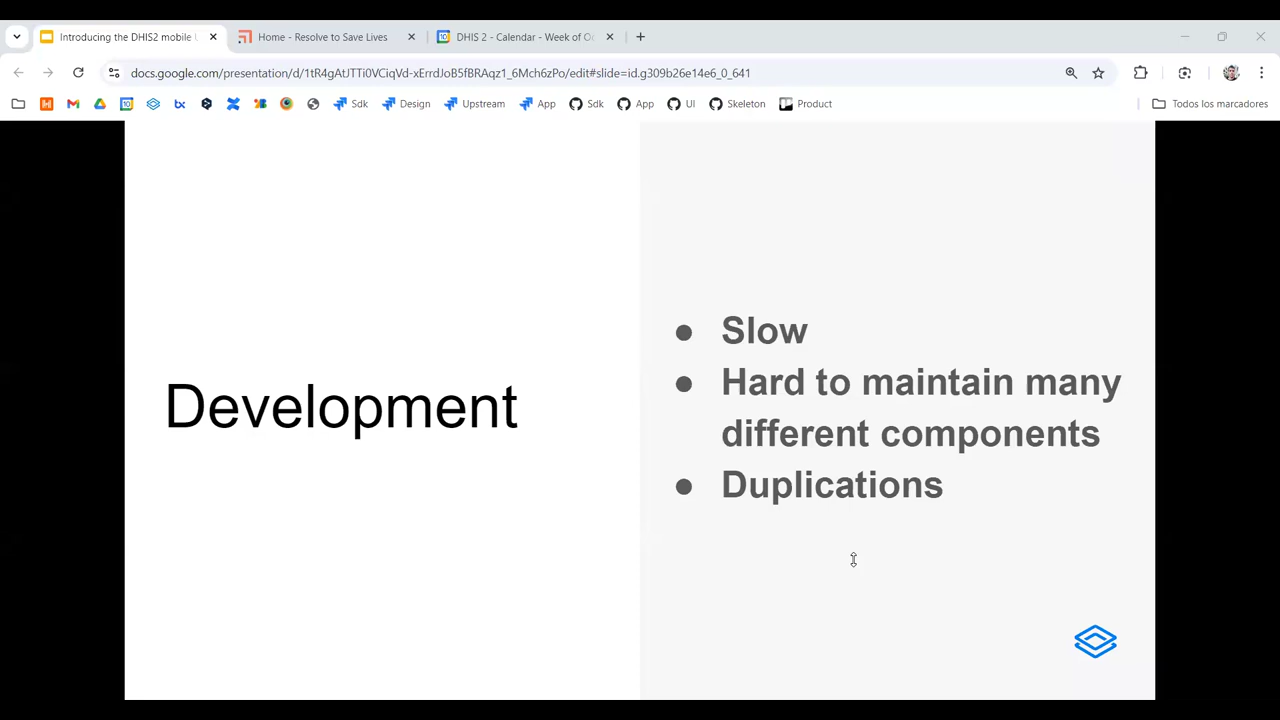 Introducing the DHIS2 mobile
Home - Resolve to Save Lives
DHIS 2 - Calendar - Week of Oc
docs.google.com/presentation/d/1tR4gAtJTTi0VCiqVd-xErrdJoB5fBRAqz1_6Mch6zPo/edit#slide=id.g309b26e14e6_0_641
Sdk
Design
Upstream
App
Sdk
App
UI
Skeleton
Product
Todos los marcadores
Development
● Slow
● Hard to maintain many
different components
● Duplications